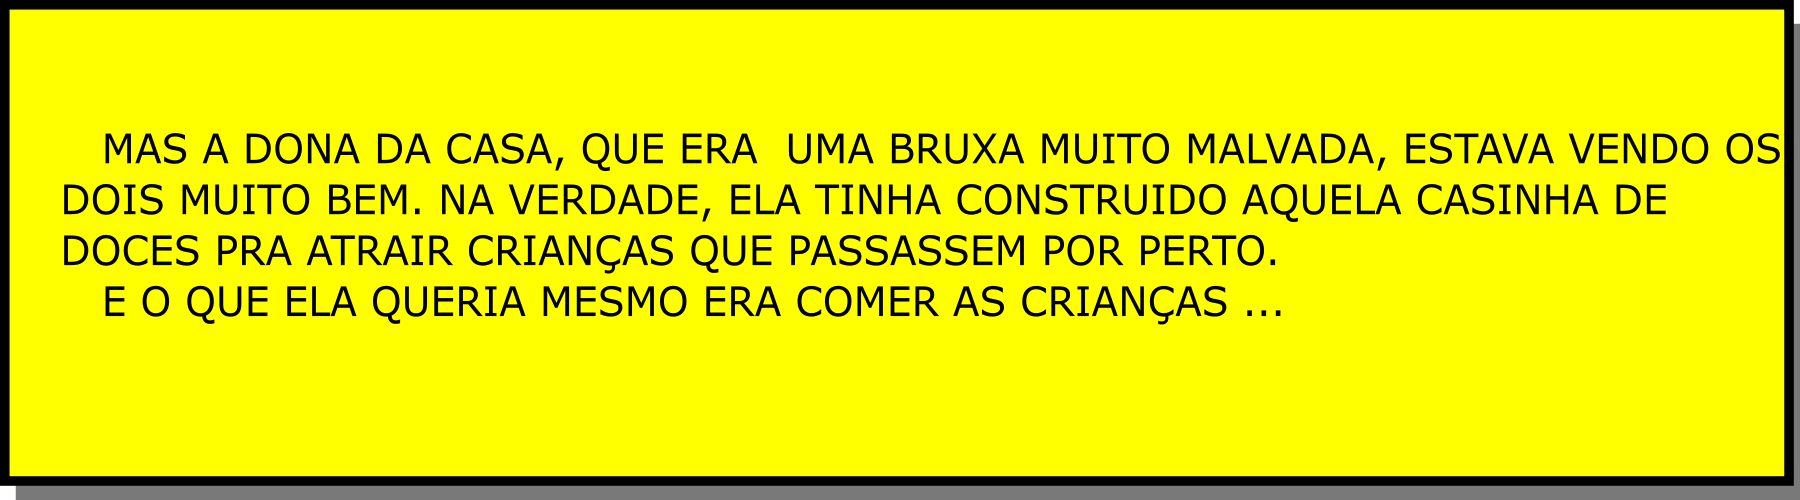 MAS A DONA DA CASA, QUE ERA  UMA BRUXA MUITO MALVADA, ESTAVA VENDO OS
DOIS MUITO BEM. NA VERDADE, ELA TINHA CONSTRUIDO AQUELA CASINHA DE
DOCES PRA ATRAIR CRIANÇAS QUE PASSASSEM POR PERTO.
E O QUE ELA QUERIA MESMO ERA COMER AS CRIANÇAS ...